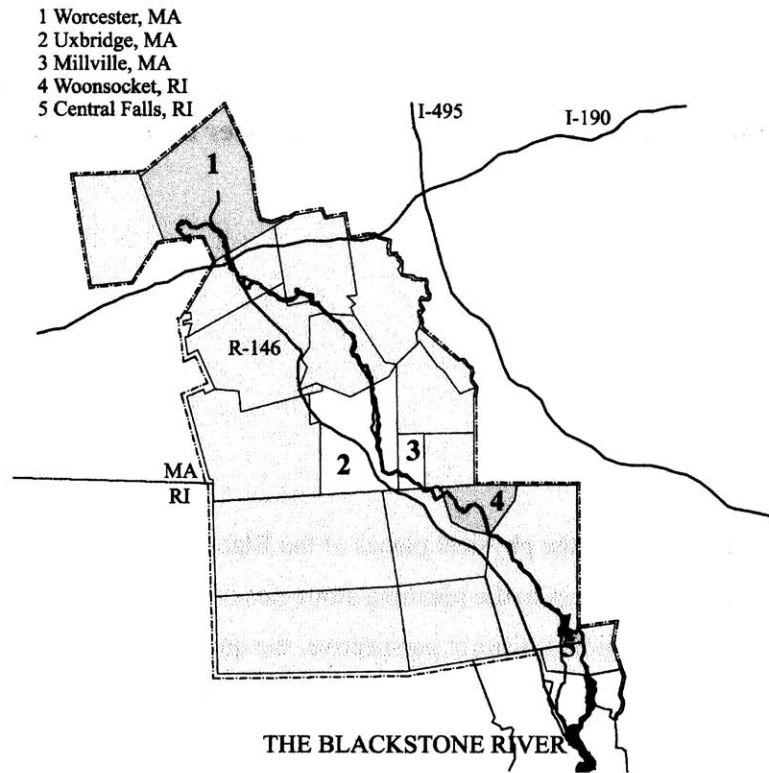 1 Worcester, MA
2 Uxbridge, MA
3 Millville, MA
4 Woonsocket, RI
5 Central Falls, RI
I-495
I-190
1
R-146
2
3
MA
RI
4
5
THE BLACKSTONE RIVER